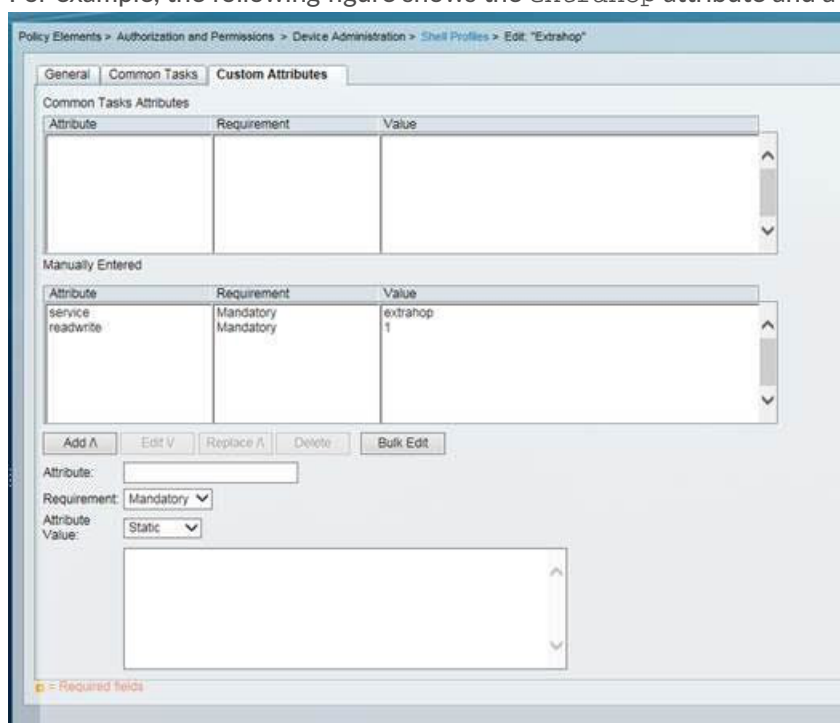 For example, the following figure shows the extrahop attribute and a
Policy Elements > Authorization and Permissions > Device Administration > Shell Profiles > Edit: "Extrahop"
General Common Tasks Custom Attributes
Common Tasks Attributes
Attribute Requirement Value
Manually Entered
Attribute Requirement Value
service Mandatory extrahop
readwrite Mandatory 1
Add Λ Edit V Replace Λ Delete Bulk Edit
Attribute:
Requirement: Mandatory
Attribute Value: Static
= Required fields